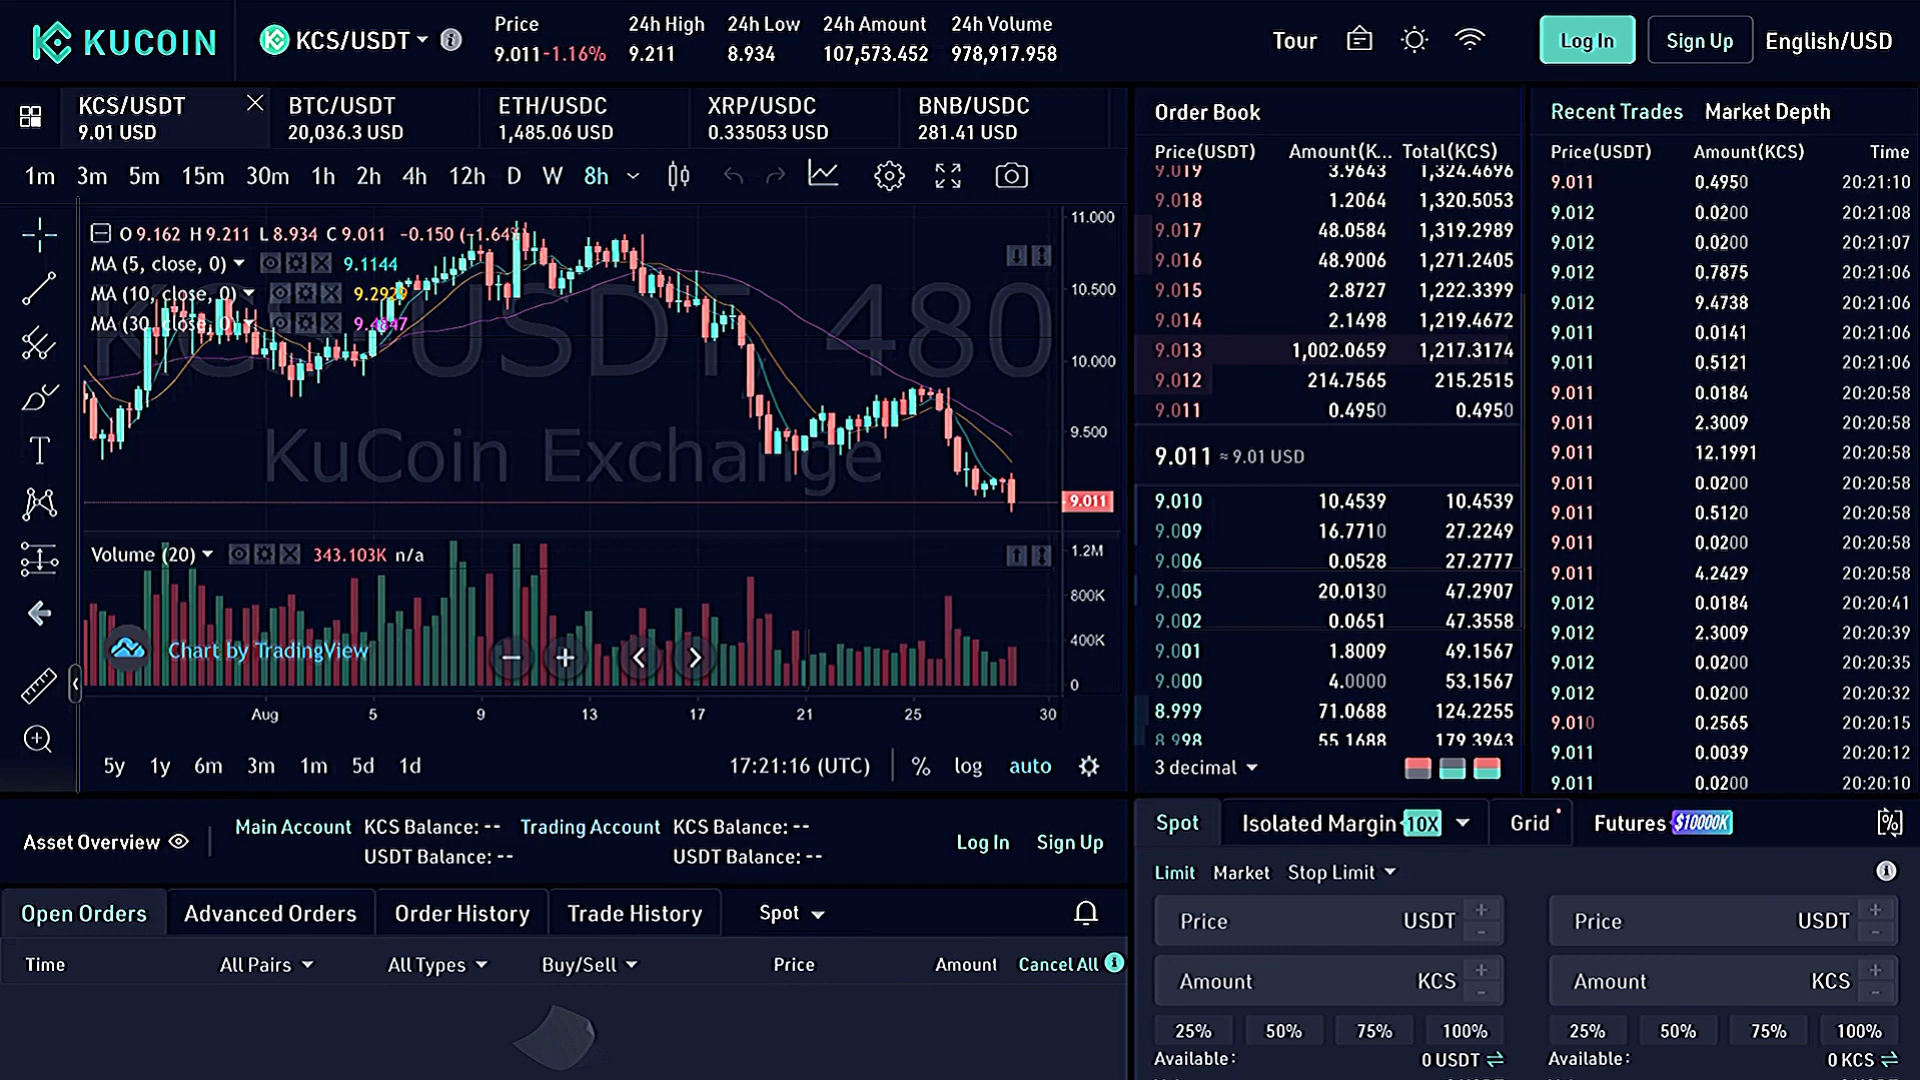 KUCOIN
KCS/USDT
Price
9.011 -1.16%
24h High
9.211
24h Low
8.934
24h Amount
107,573.452
24h Volume
978,917.958
Tour
Log In
Sign Up
English/USD
KCS/USDT
9.01 USD
BTC/USDT
20,036.3 USD
ETH/USDC
1,485.06 USD
XRP/USDC
0.335053 USD
BNB/USDC
281.41 USD
1m 3m 5m 15m 30m 1h 2h 4h 12h D W 8h
O 9.162 H 9.211 L 8.934 C 9.011 −0.150 (−1.64%)
MA (5, close, 0) 9.1144
MA (10, close, 0) 9.2929
MA (30, close, 0)
USDT 480
KuCoin Exchange
11.000
10.500
10.000
9.500
9.011
Volume (20) 343.103K n/a
1.2M
800K
400K
0
Chart by TradingView
Aug 5 9 13 17 21 25 30
5y 1y 6m 3m 1m 5d 1d
17:21:16 (UTC) % log auto
Order Book
Price(USDT) Amount(K... Total(KCS)
9.019 3.9643 1,324.4696
9.018 1.2064 1,320.5053
9.017 48.0584 1,319.2989
9.016 48.9006 1,271.2405
9.015 2.8727 1,222.3399
9.014 2.1498 1,219.4672
9.013 1,002.0659 1,217.3174
9.012 214.7565 215.2515
9.011 0.4950 0.4950
9.011 ≈ 9.01 USD
9.010 10.4539 10.4539
9.009 16.7710 27.2249
9.006 0.0528 27.2777
9.005 20.0130 47.2907
9.002 0.0651 47.3558
9.001 1.8009 49.1567
9.000 4.0000 53.1567
8.999 71.0688 124.2255
8.998 55.1688 179.3943
3 decimal
Recent Trades Market Depth
Price(USDT) Amount(KCS) Time
9.011 0.4950 20:21:10
9.012 0.0200 20:21:08
9.012 0.0200 20:21:07
9.012 0.7875 20:21:06
9.012 9.4738 20:21:06
9.011 0.0141 20:21:06
9.011 0.5121 20:21:06
9.011 0.0184 20:20:58
9.011 2.3009 20:20:58
9.011 12.1991 20:20:58
9.011 0.0200 20:20:58
9.011 0.5120 20:20:58
9.011 0.0200 20:20:58
9.011 4.2429 20:20:58
9.012 0.0184 20:20:41
9.012 2.3009 20:20:39
9.012 0.0200 20:20:35
9.012 0.0200 20:20:32
9.010 0.2565 20:20:15
9.011 0.0039 20:20:12
9.011 0.0200 20:20:10
Asset Overview
Main Account KCS Balance: --
USDT Balance: --
Trading Account KCS Balance: --
USDT Balance: --
Log In Sign Up
Open Orders Advanced Orders Order History Trade History Spot
Time All Pairs All Types Buy/Sell Price Amount Cancel All
Spot Isolated Margin 10X Grid Futures $10000K
Limit Market Stop Limit
Price USDT + −
Price USDT + −
Amount KCS + −
Amount KCS + −
25% 50% 75% 100%
25% 50% 75% 100%
Available: 0 USDT
Available: 0 KCS